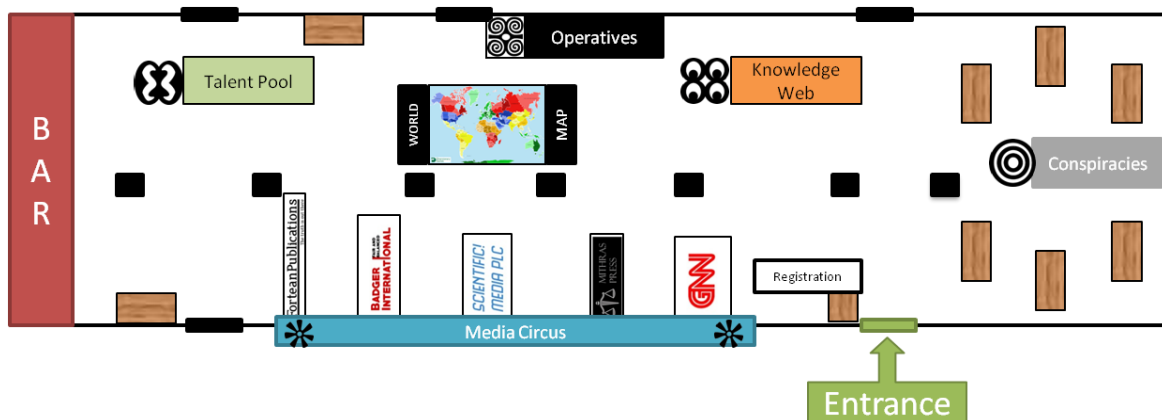 Operatives
Talent Pool
Knowledge
Web
WORLD
MAP
B
A
R
Conspiracies
ForteanPublications
BADGER
INTERNATIONAL
SCIENTIFIC!
MEDIA PLC
MITHRAS
PRESS
GNN
Registration
Media Circus
Entrance